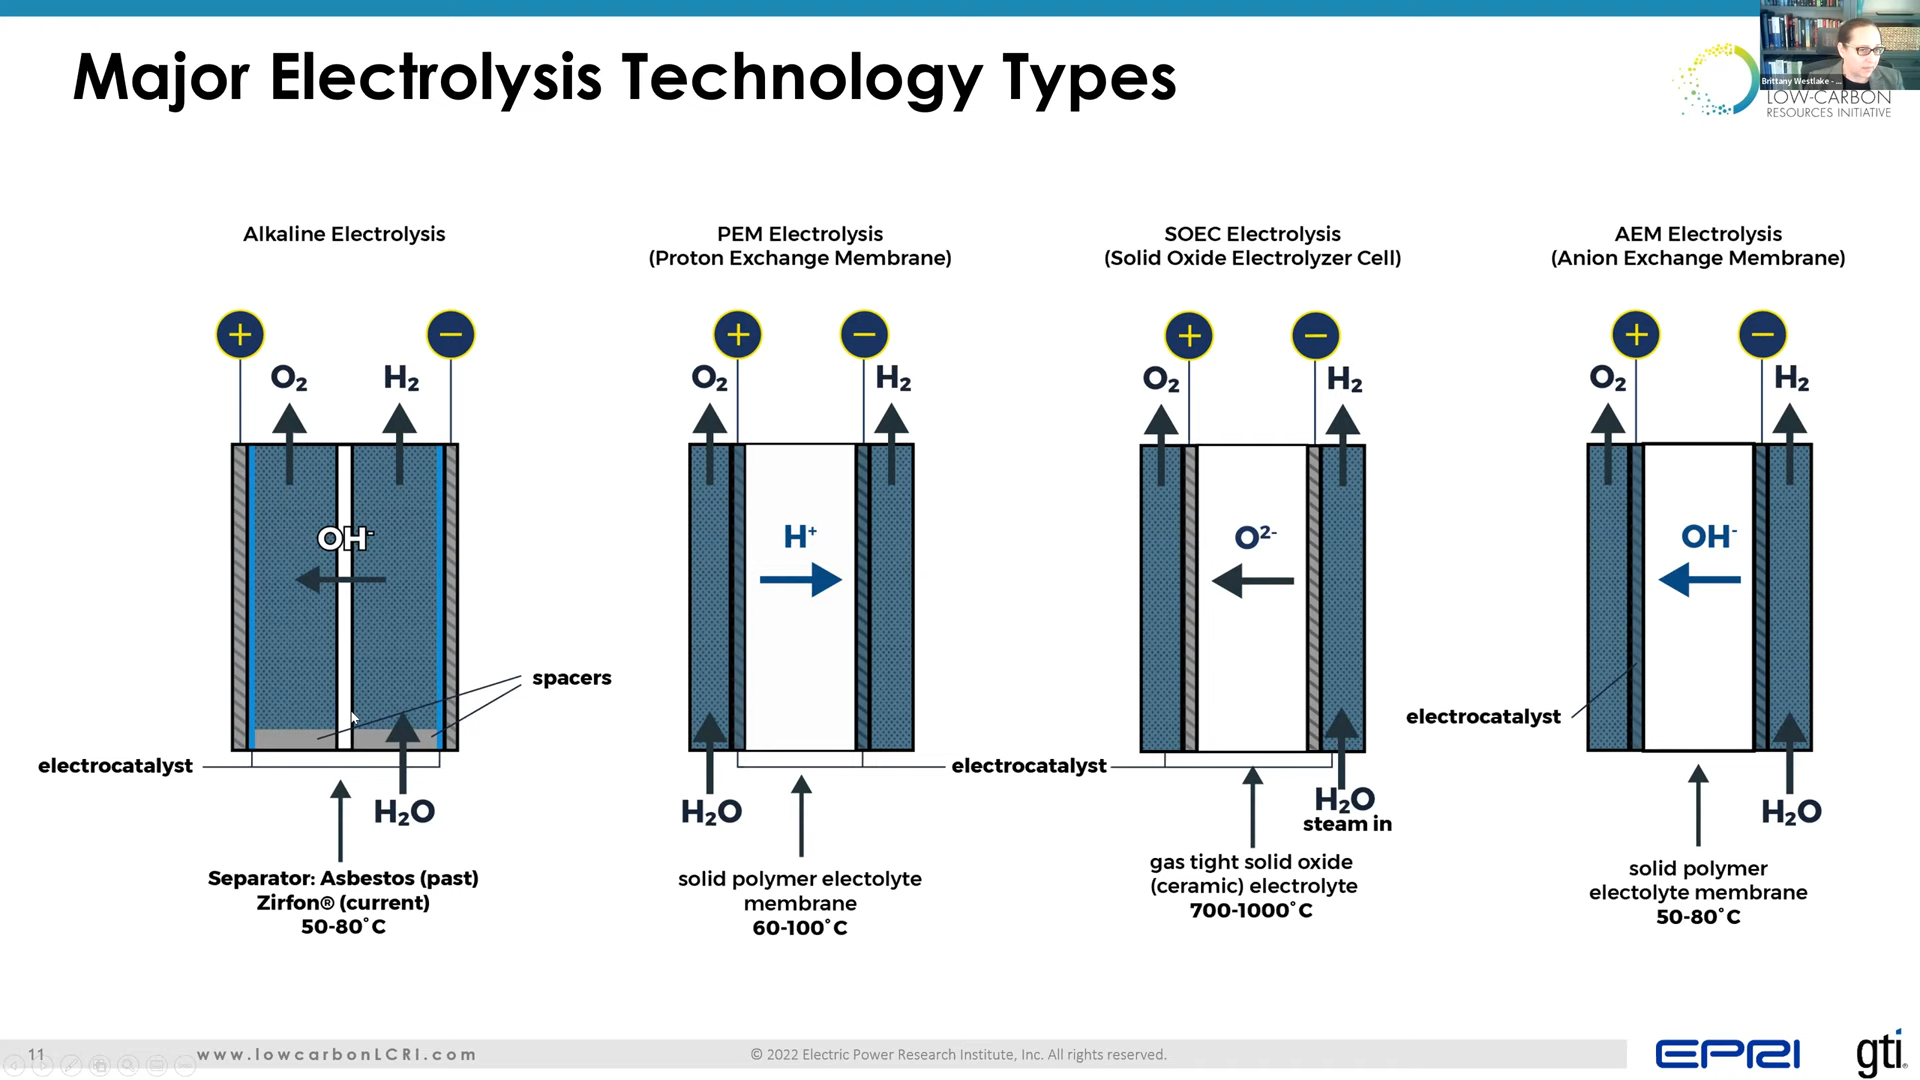 Major Electrolysis Technology Types
Brittany Westlake - ...
LOW-CARBON
RESOURCES INITIATIVE
Alkaline Electrolysis
PEM Electrolysis
(Proton Exchange Membrane)
SOEC Electrolysis
(Solid Oxide Electrolyzer Cell)
AEM Electrolysis
(Anion Exchange Membrane)
+ − + − + − + −
O₂ H₂ O₂ H₂ O₂ H₂ O₂ H₂
OH⁻ H⁺ O²⁻ OH⁻
spacers
electrocatalyst
electrocatalyst
electrocatalyst
H₂O
H₂O
H₂O
steam in
H₂O
Separator: Asbestos (past)
Zirfon® (current)
50-80˚C
solid polymer electolyte
membrane
60-100˚C
gas tight solid oxide
(ceramic) electrolyte
700-1000˚C
solid polymer
electolyte membrane
50-80˚C
11
www.lowcarbonLCRI.com
© 2022 Electric Power Research Institute, Inc. All rights reserved.
EPRI
gti®